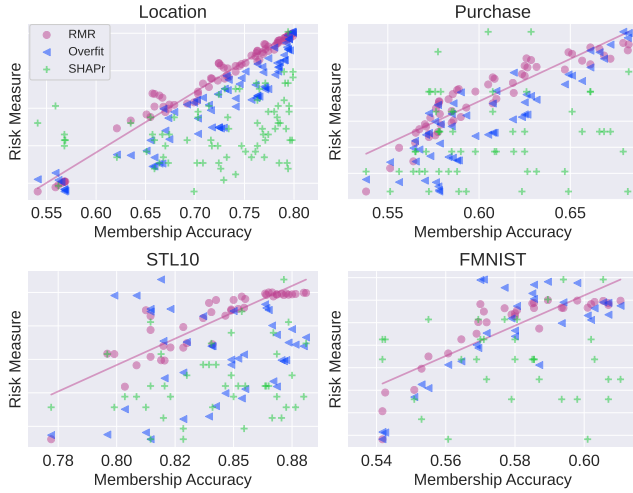 Location
RMR
Overfit
SHAPr
Risk Measure
0.55 0.60 0.65 0.70 0.75 0.80
Membership Accuracy
Purchase
Risk Measure
0.55 0.60 0.65
Membership Accuracy
STL10
Risk Measure
0.78 0.80 0.82 0.85 0.88
Membership Accuracy
FMNIST
Risk Measure
0.54 0.56 0.58 0.60
Membership Accuracy